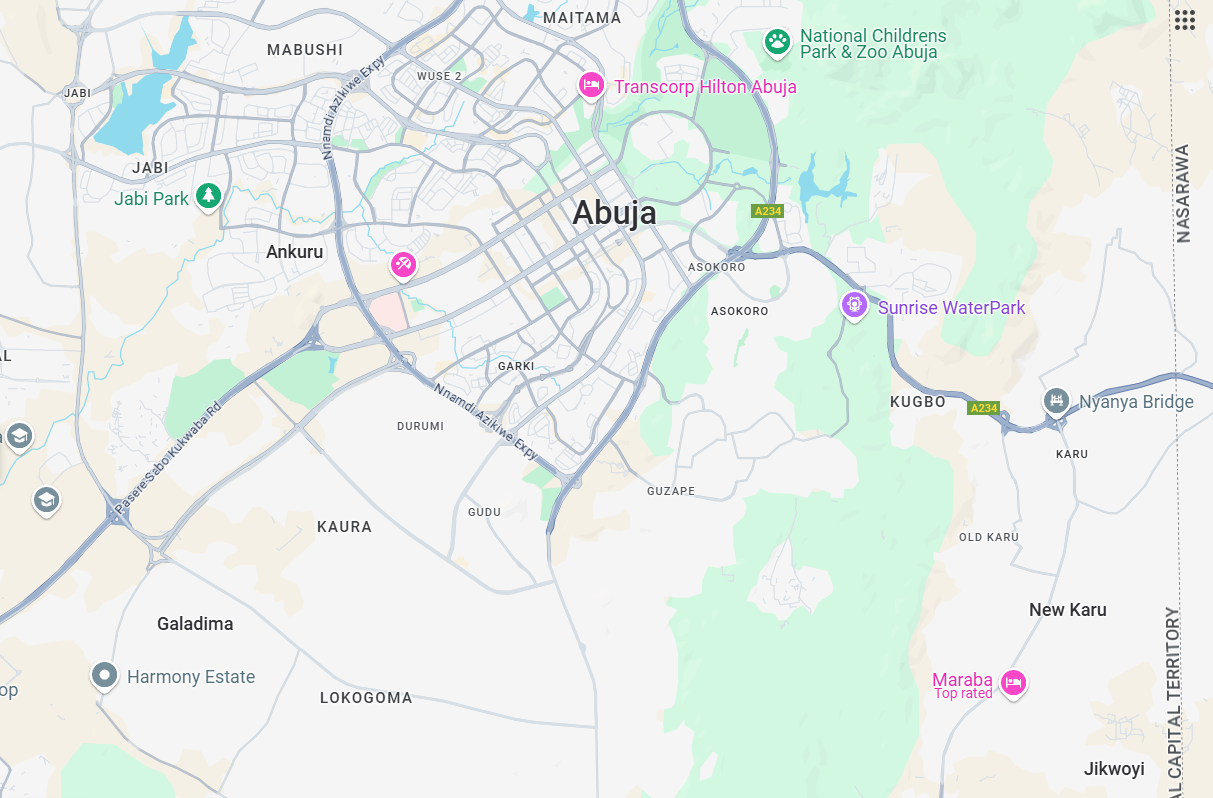 MAITAMA
National Childrens
Park & Zoo Abuja
MABUSHI
WUSE 2
Transcorp Hilton Abuja
JABI
Nnamdi Azikiwe Expy
NASARAWA
JABI
Jabi Park
Abuja
A234
Ankuru
ASOKORO
Sunrise WaterPark
ASOKORO
AL
GARKI
Nnamdi Azikiwe Expy
KUGBO
A234
Nyanya Bridge
Pasere Sabo Kukwaba Rd
DURUMI
a
KARU
GUZAPE
GUDU
KAURA
OLD KARU
New Karu
Galadima
AL CAPITAL TERRITORY
Harmony Estate
Maraba
Top rated
op
LOKOGOMA
Jikwoyi